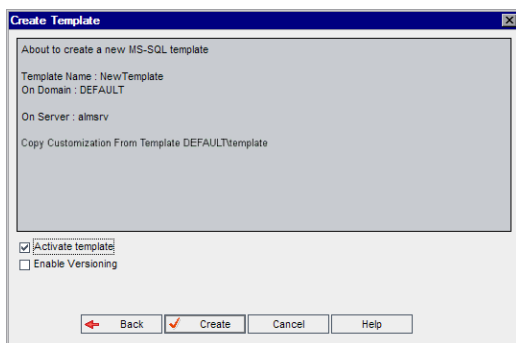 Create Template
About to create a new MS-SQL template
Template Name : NewTemplate
On Domain : DEFAULT
On Server : almsrv
Copy Customization From Template DEFAULT\template
Activate template
Enable Versioning
Back Create Cancel Help